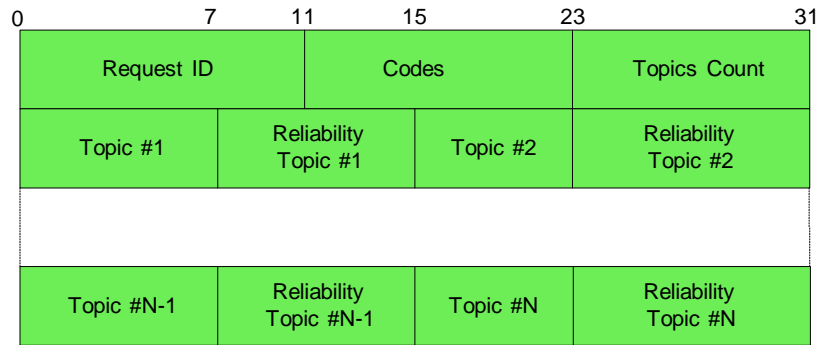 0 7 11 15 23 31
Request ID Codes Topics Count
Topic #1 Reliability Topic #1 Topic #2 Reliability Topic #2
Topic #N-1 Reliability Topic #N-1 Topic #N Reliability Topic #N